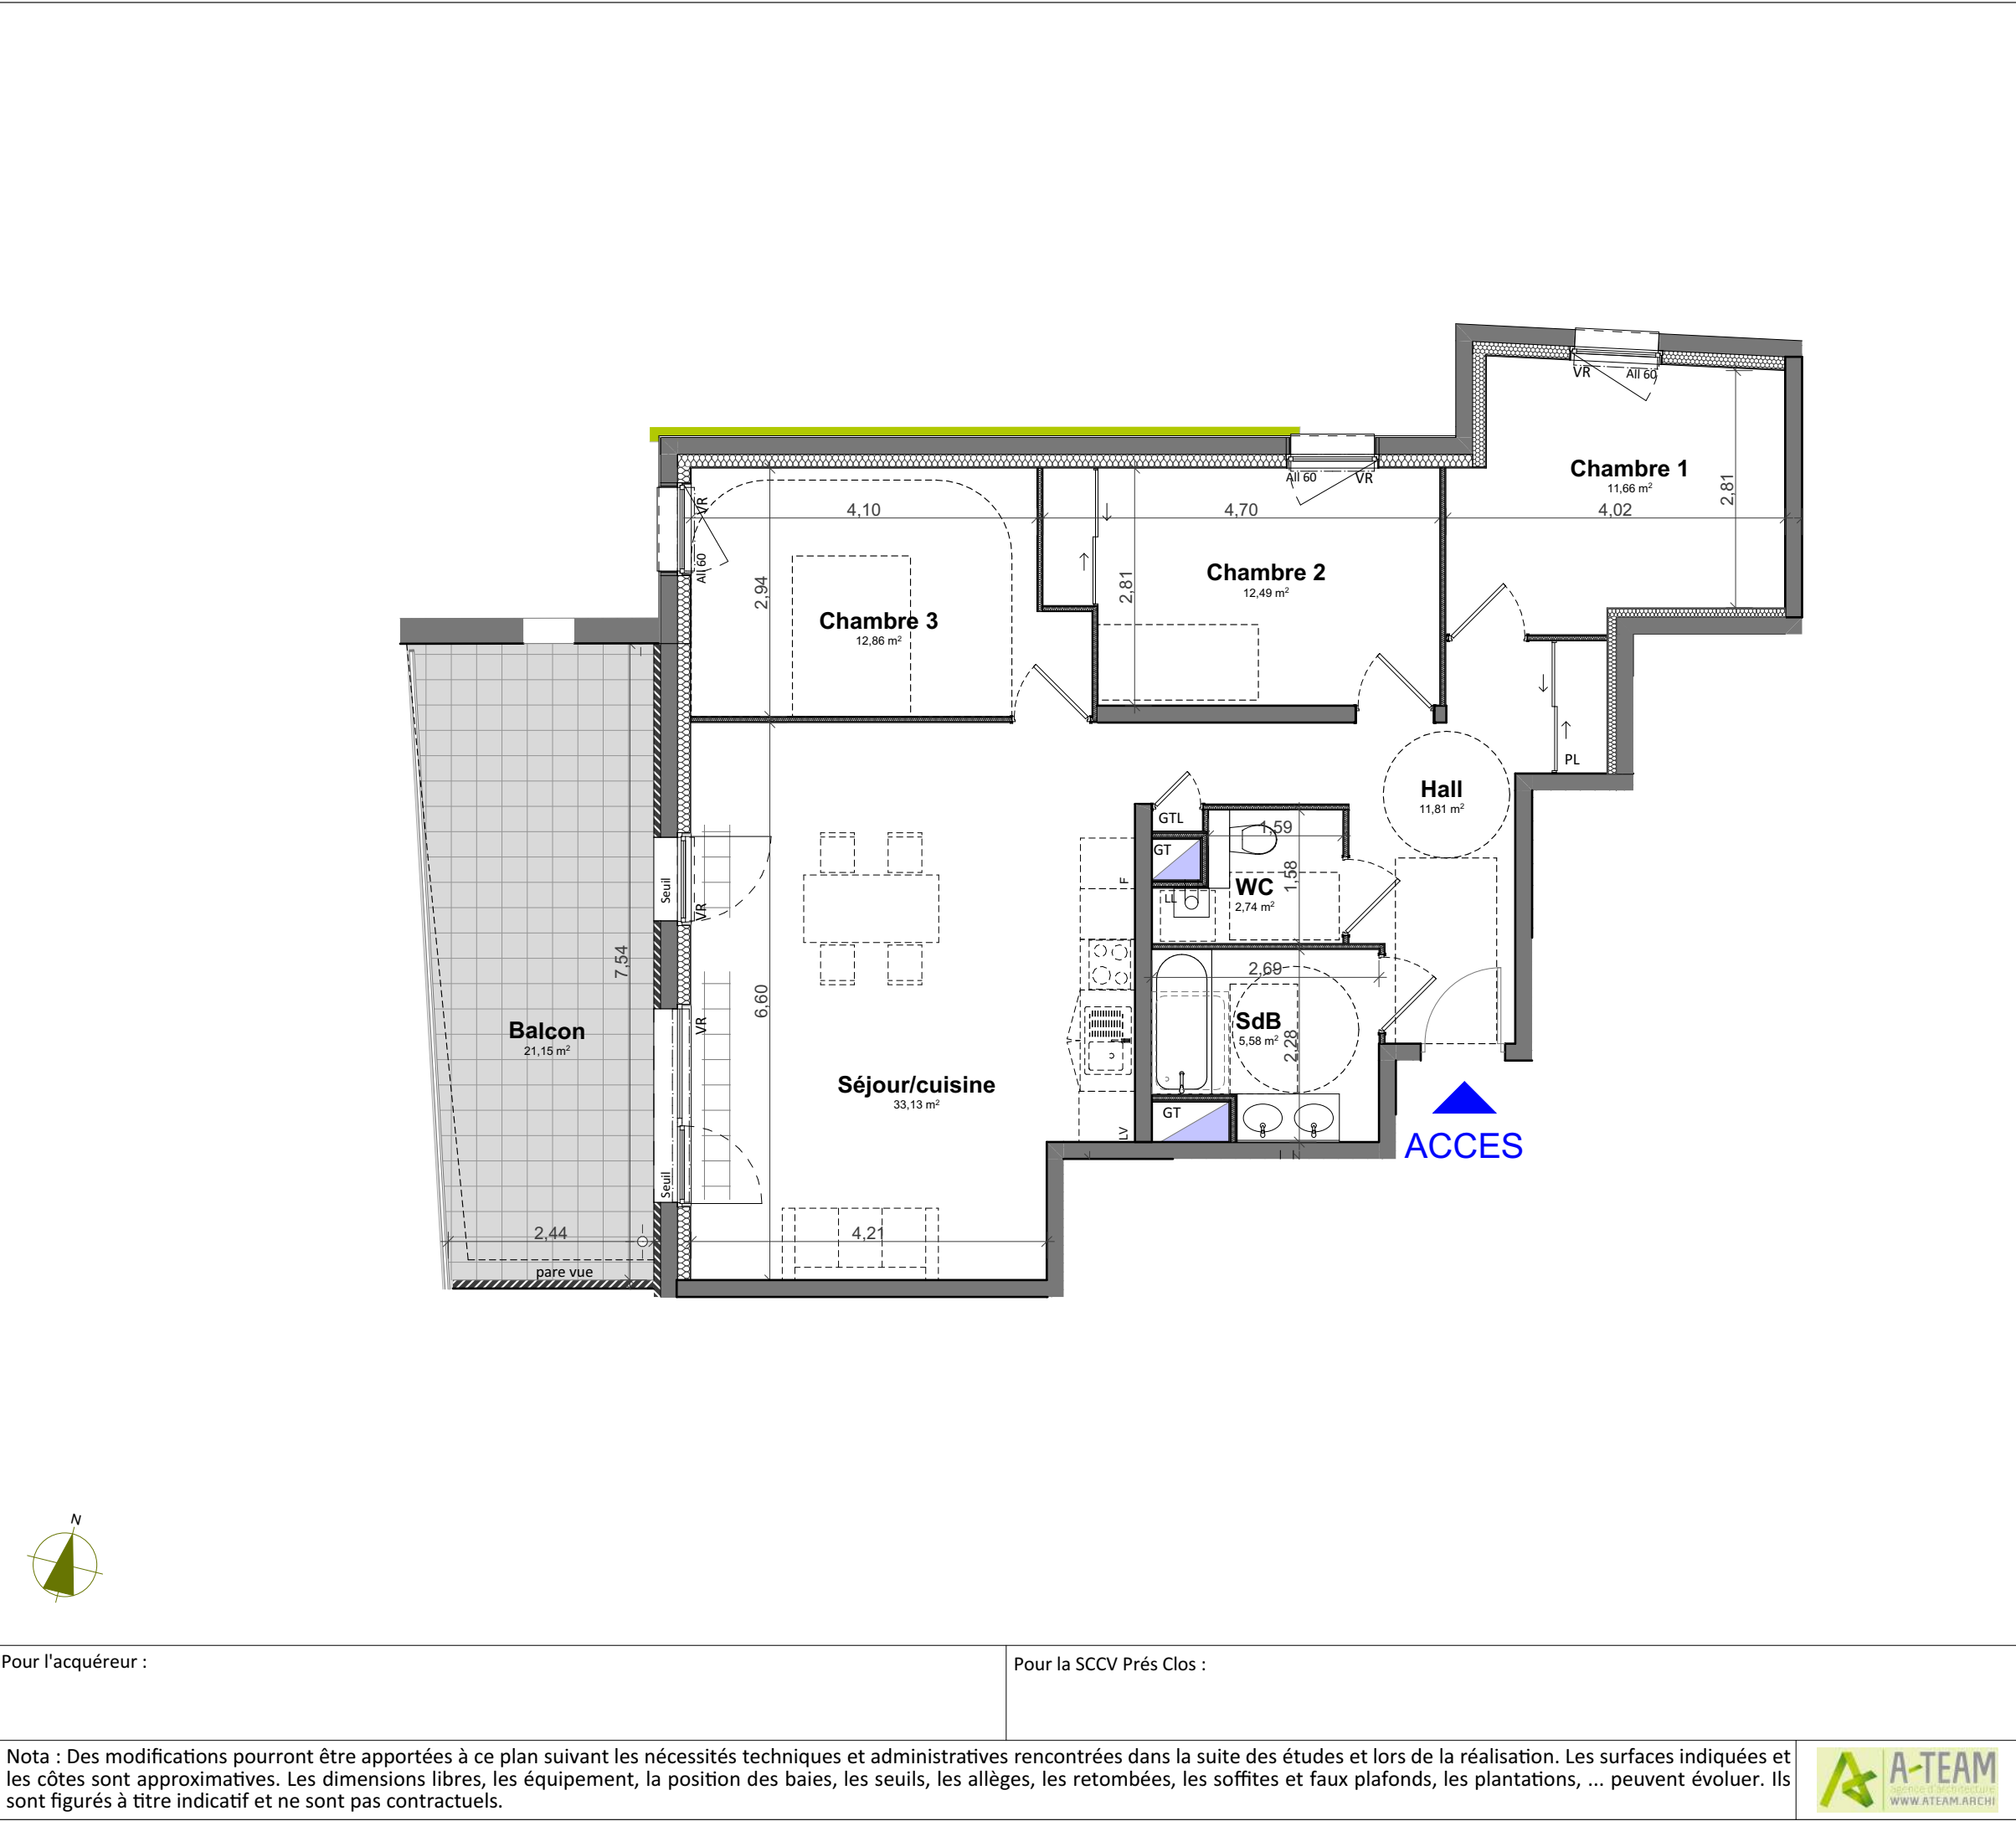 VR
All 60
Chambre 1
11,66 m²
2,81
4,02
All 60
VR
VR
4,10
4,70
All 60
2,94
2,81
Chambre 2
12,49 m²
Chambre 3
12,86 m²
PL
Hall
11,81 m²
GTL
1,59
GT
1,58
F
Seuil
VR
LL
WC
2,74 m²
7,54
2,69
6,60
VR
Balcon
21,15 m²
SdB
5,58 m²
2,28
Séjour/cuisine
33,13 m²
GT
LV
ACCES
Seuil
2,44
4,21
pare vue
N
Pour l'acquéreur :
Pour la SCCV Prés Clos :
Nota : Des modifications pourront être apportées à ce plan suivant les nécessités techniques et administratives rencontrées dans la suite des études et lors de la réalisation. Les surfaces indiquées et
les côtes sont approximatives. Les dimensions libres, les équipement, la position des baies, les seuils, les allèges, les retombées, les soffites et faux plafonds, les plantations, ... peuvent évoluer. Ils
sont figurés à titre indicatif et ne sont pas contractuels.
A-TEAM
agence d'architecture
WWW.ATEAM.ARCHI